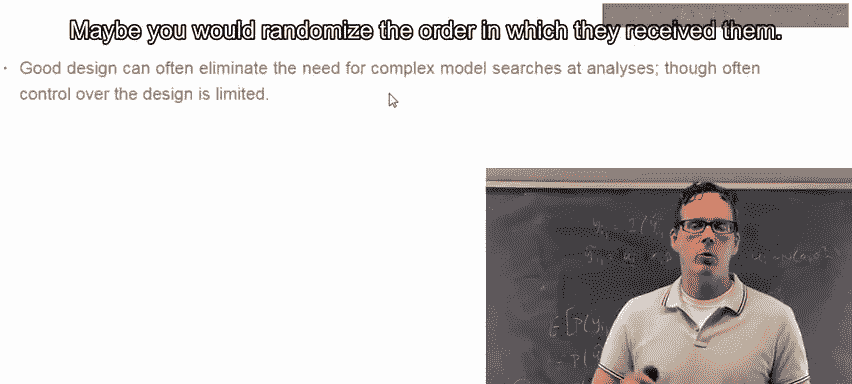 Maybe you would randomize the order in which they received them.
· Good design can often eliminate the need for complex model searches at analyses; though often
control over the design is limited.